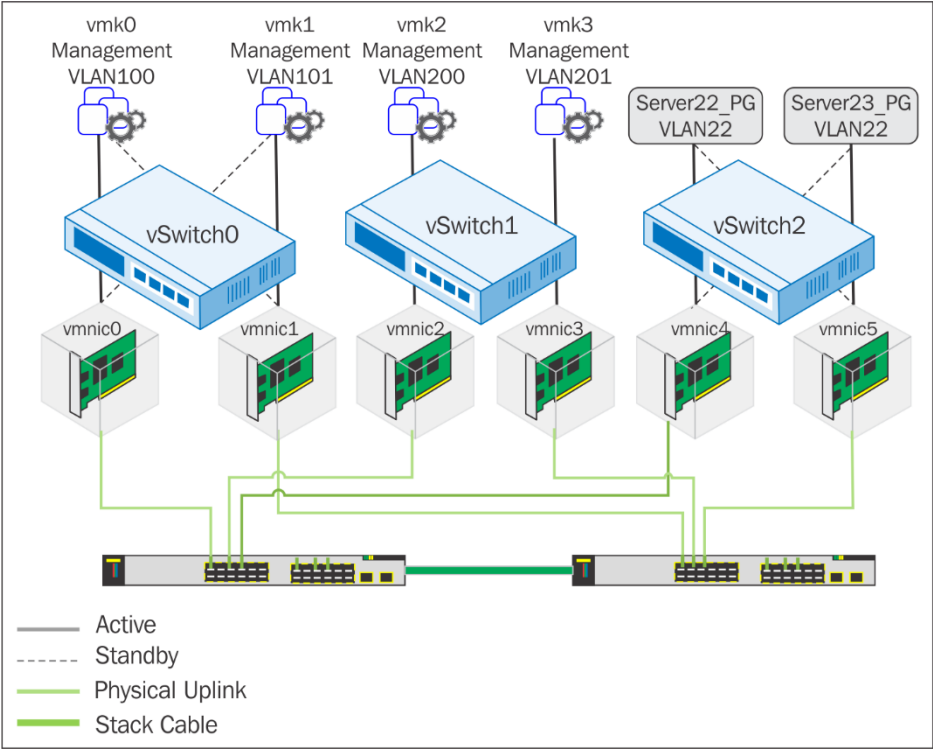 vmk0
Management
VLAN100
vmk1
Management
VLAN101
vmk2
Management
VLAN200
vmk3
Management
VLAN201
Server22_PG
VLAN22
Server23_PG
VLAN22
vSwitch0
vSwitch1
vSwitch2
vmnic0
vmnic1
vmnic2
vmnic3
vmnic4
vmnic5
Active
Standby
Physical Uplink
Stack Cable